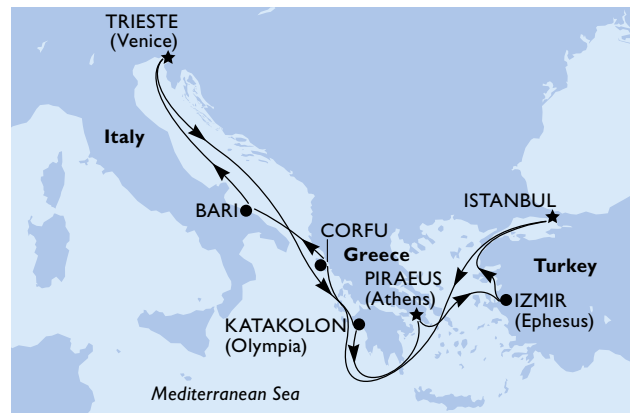 TRIESTE
(Venice)
Italy
BARI
ISTANBUL
CORFU
Greece
Turkey
PIRAEUS
(Athens)
IZMIR
(Ephesus)
KATAKOLON
(Olympia)
Mediterranean Sea